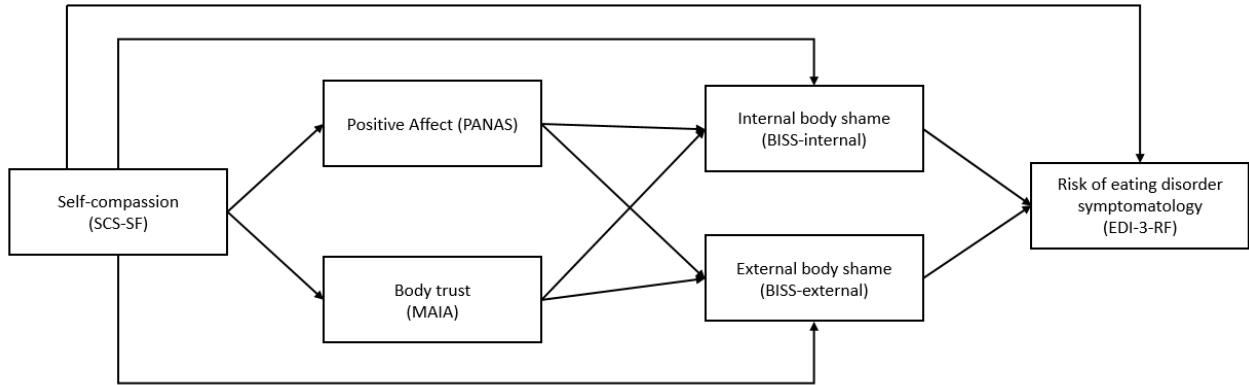 Self-compassion
(SCS-SF)
Positive Affect (PANAS)
Body trust
(MAIA)
Internal body shame
(BISS-internal)
External body shame
(BISS-external)
Risk of eating disorder
symptomatology
(EDI-3-RF)